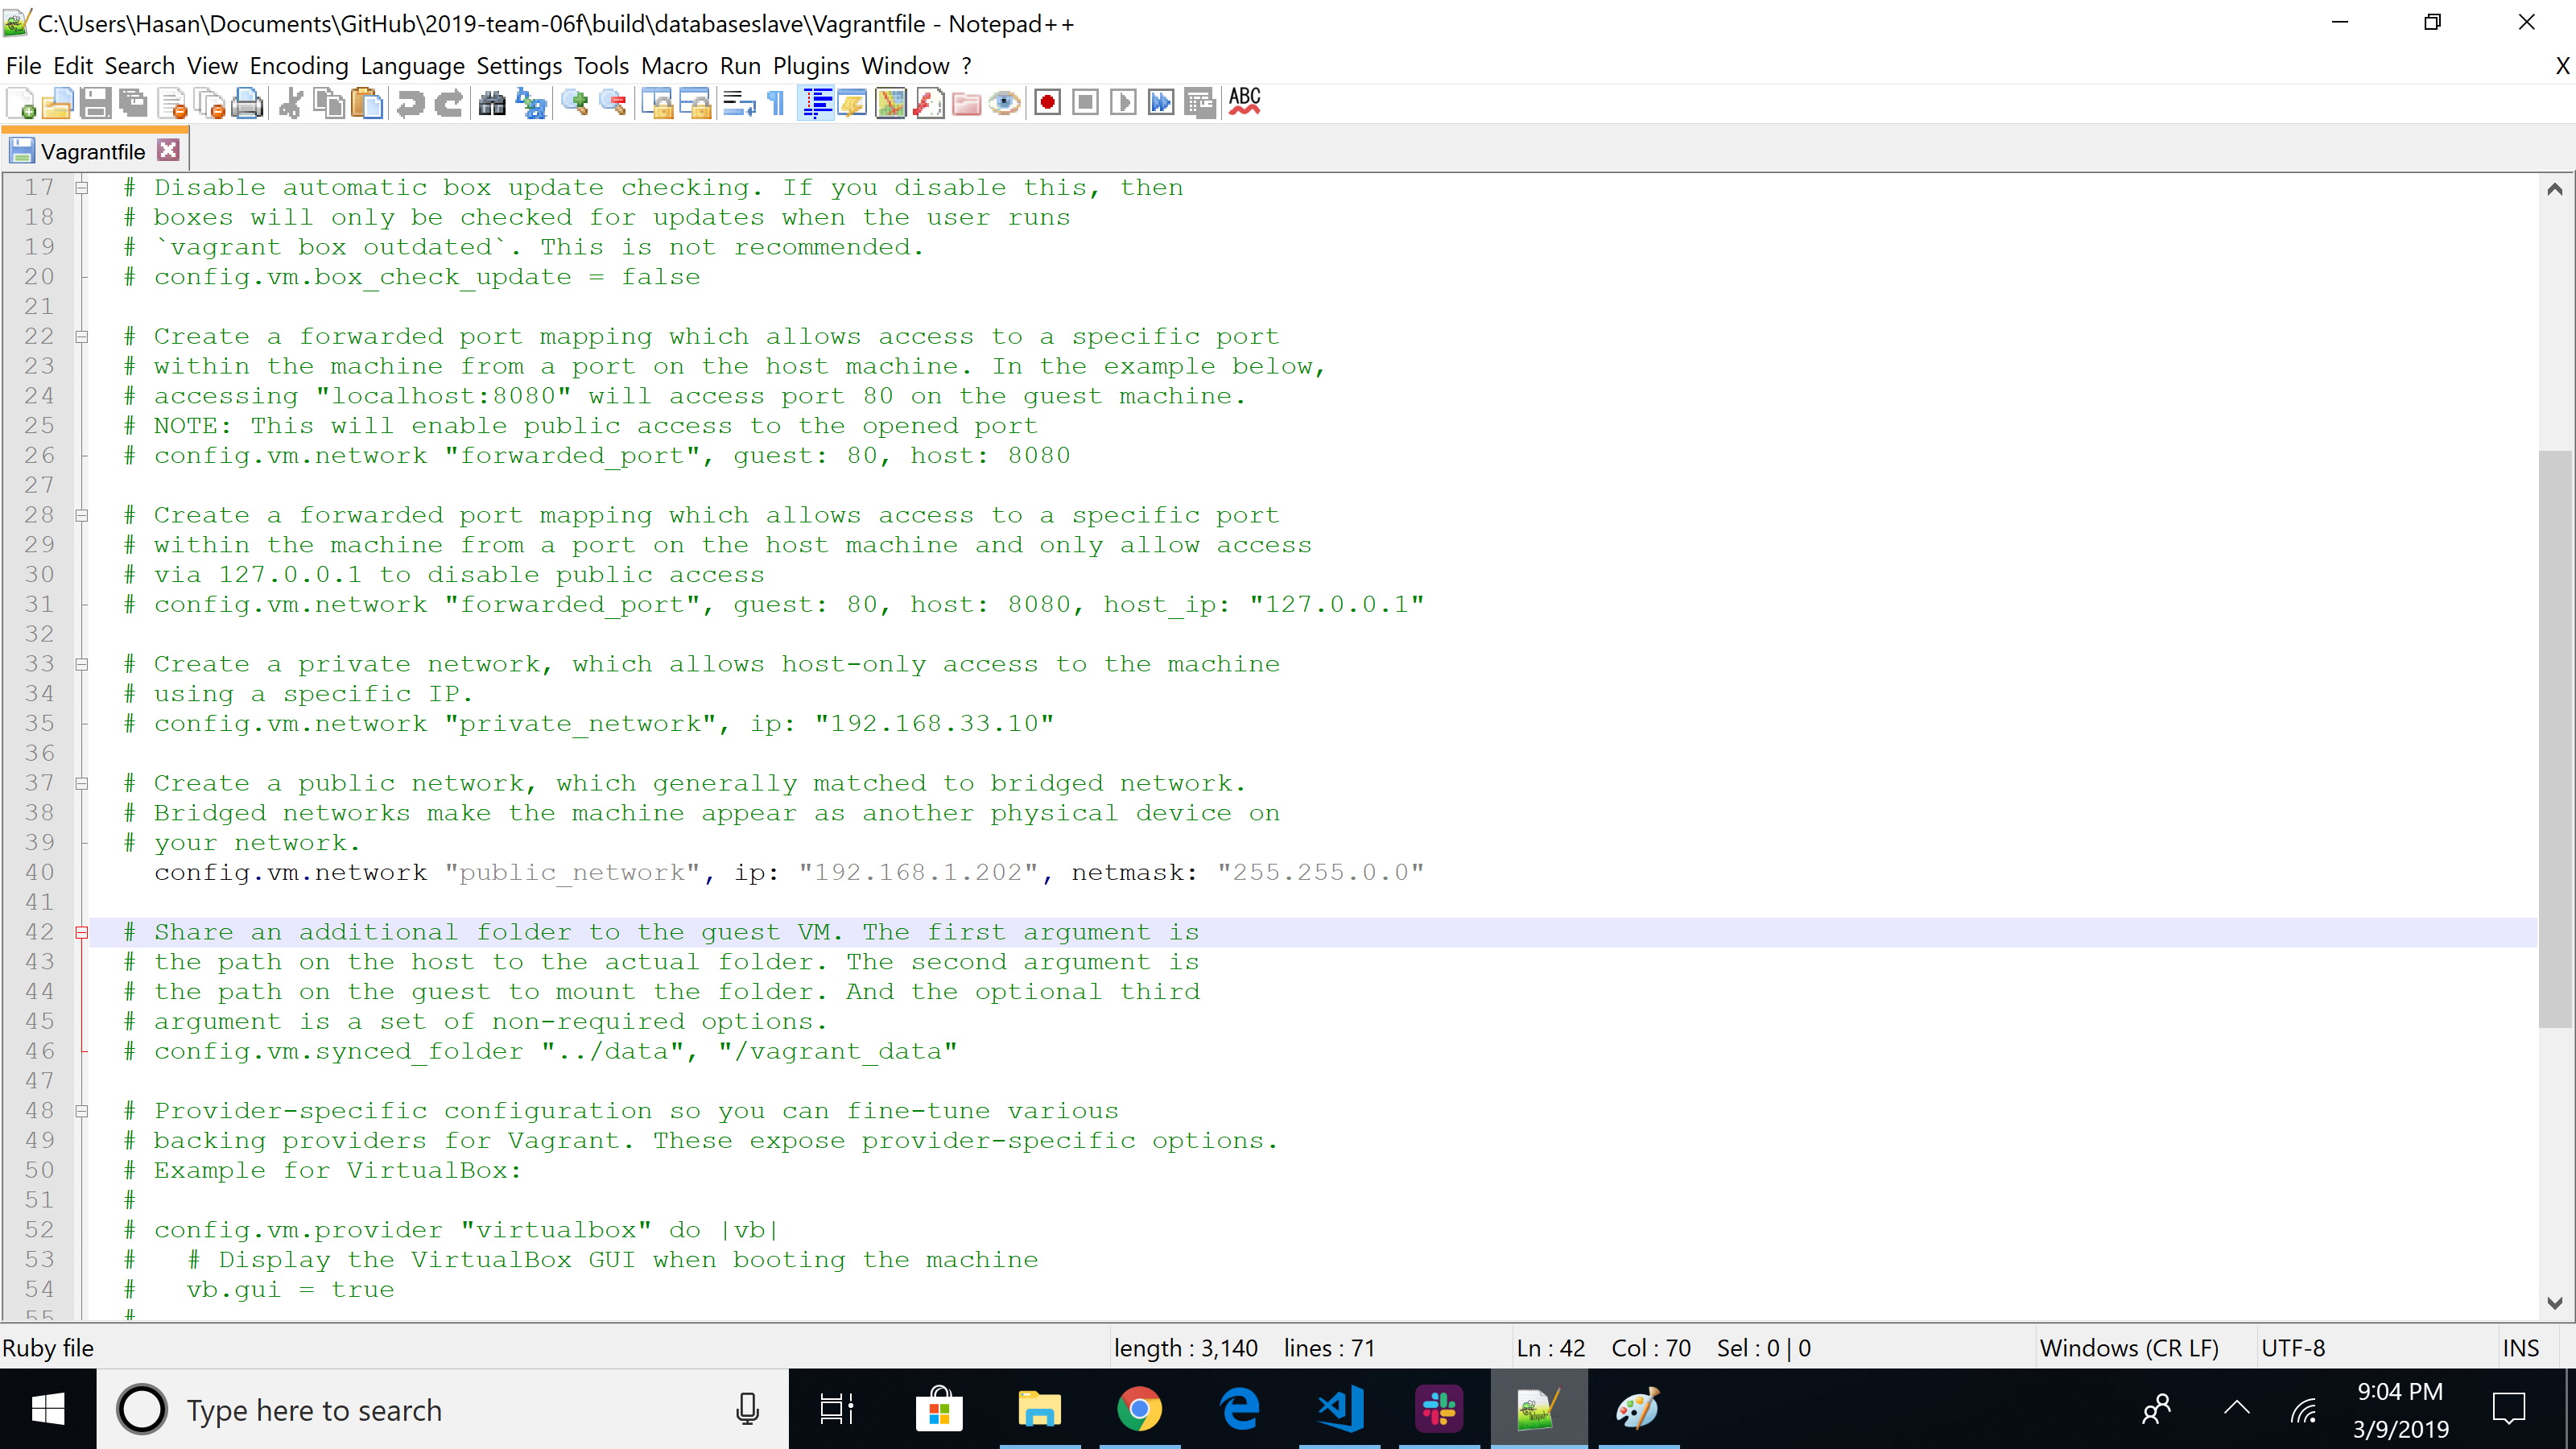 C:\Users\Hasan\Documents\GitHub\2019-team-06f\build\databaseslave\Vagrantfile - Notepad++
File Edit Search View Encoding Language Settings Tools Macro Run Plugins Window ? X
ABC
Vagrantfile
17 # Disable automatic box update checking. If you disable this, then
18 # boxes will only be checked for updates when the user runs
19 # `vagrant box outdated`. This is not recommended.
20 # config.vm.box_check_update = false
21
22 # Create a forwarded port mapping which allows access to a specific port
23 # within the machine from a port on the host machine. In the example below,
24 # accessing "localhost:8080" will access port 80 on the guest machine.
25 # NOTE: This will enable public access to the opened port
26 # config.vm.network "forwarded_port", guest: 80, host: 8080
27
28 # Create a forwarded port mapping which allows access to a specific port
29 # within the machine from a port on the host machine and only allow access
30 # via 127.0.0.1 to disable public access
31 # config.vm.network "forwarded_port", guest: 80, host: 8080, host_ip: "127.0.0.1"
32
33 # Create a private network, which allows host-only access to the machine
34 # using a specific IP.
35 # config.vm.network "private_network", ip: "192.168.33.10"
36
37 # Create a public network, which generally matched to bridged network.
38 # Bridged networks make the machine appear as another physical device on
39 # your network.
40 config.vm.network "public_network", ip: "192.168.1.202", netmask: "255.255.0.0"
41
42 # Share an additional folder to the guest VM. The first argument is
43 # the path on the host to the actual folder. The second argument is
44 # the path on the guest to mount the folder. And the optional third
45 # argument is a set of non-required options.
46 # config.vm.synced_folder "../data", "/vagrant_data"
47
48 # Provider-specific configuration so you can fine-tune various
49 # backing providers for Vagrant. These expose provider-specific options.
50 # Example for VirtualBox:
51 #
52 # config.vm.provider "virtualbox" do |vb|
53 #   # Display the VirtualBox GUI when booting the machine
54 #   vb.gui = true
55 #
Ruby file length : 3,140 lines : 71 Ln : 42 Col : 70 Sel : 0 | 0 Windows (CR LF) UTF-8 INS
Type here to search
9:04 PM
3/9/2019